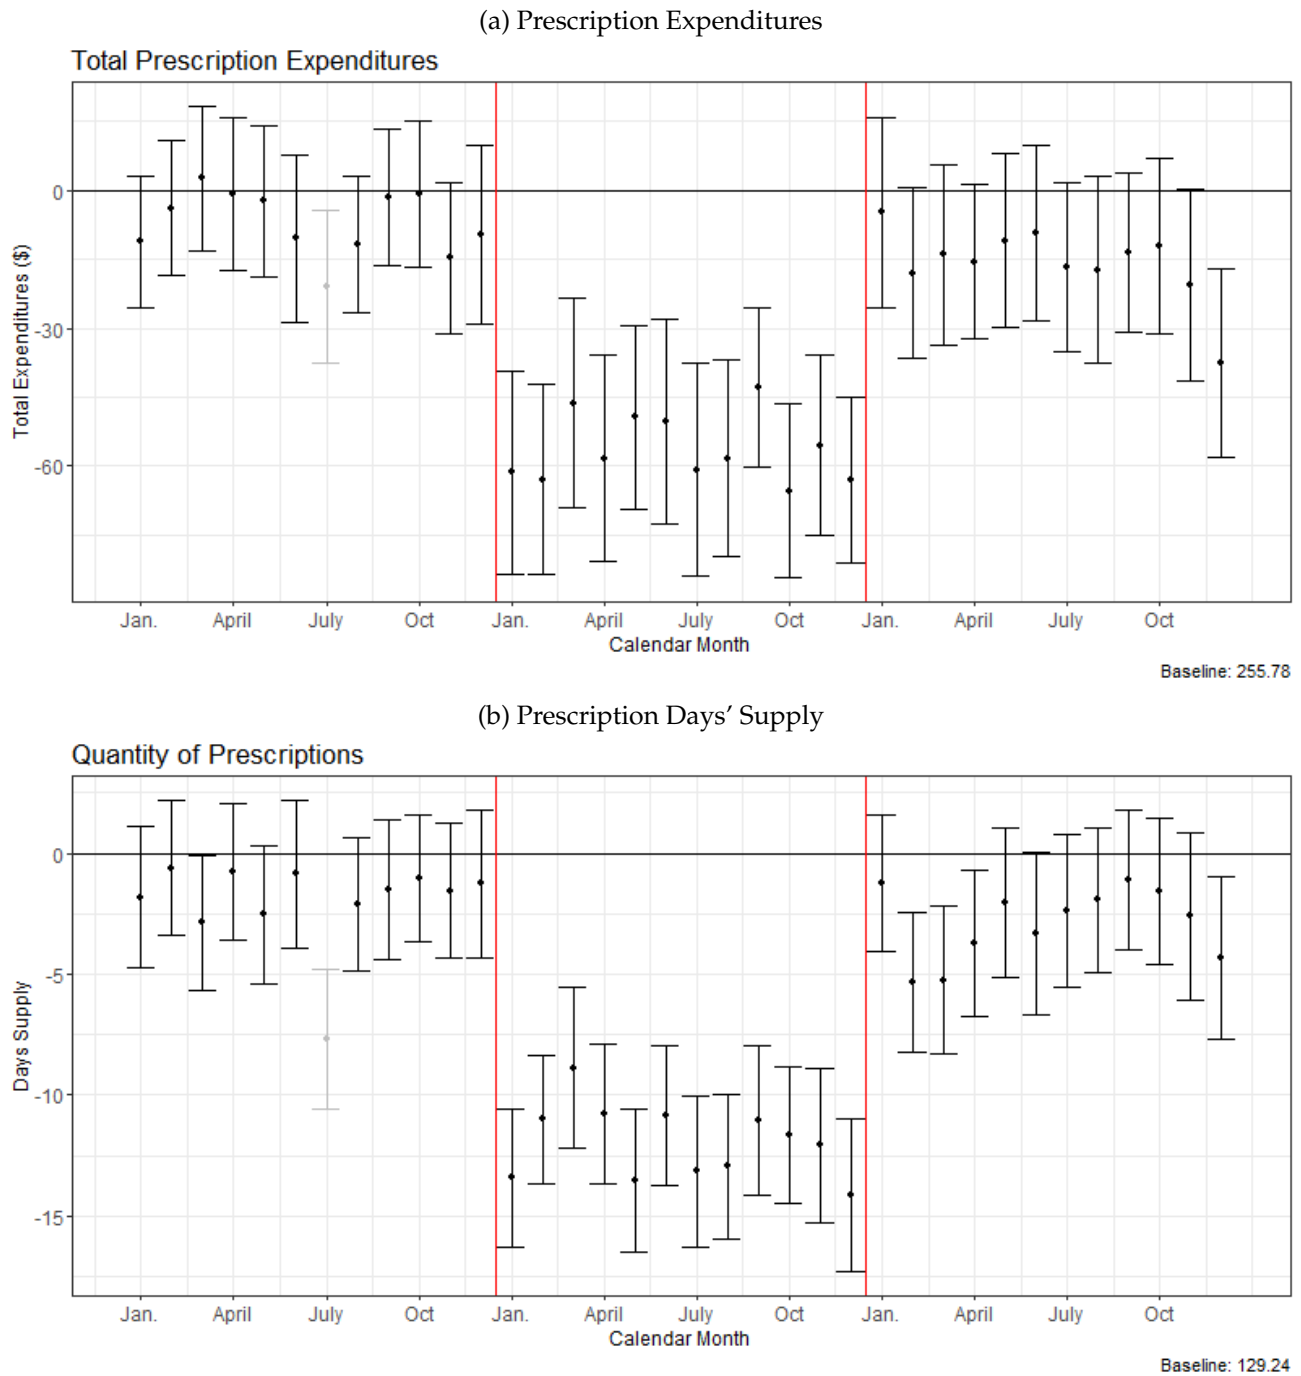 (a) Prescription Expenditures
Total Prescription Expenditures
Total Expenditures ($)
0
-30
-60
Jan. April July Oct Jan. April July Oct Jan. April July Oct
Calendar Month
Baseline: 255.78
(b) Prescription Days’ Supply
Quantity of Prescriptions
Days Supply
0
-5
-10
-15
Jan. April July Oct Jan. April July Oct Jan. April July Oct
Calendar Month
Baseline: 129.24